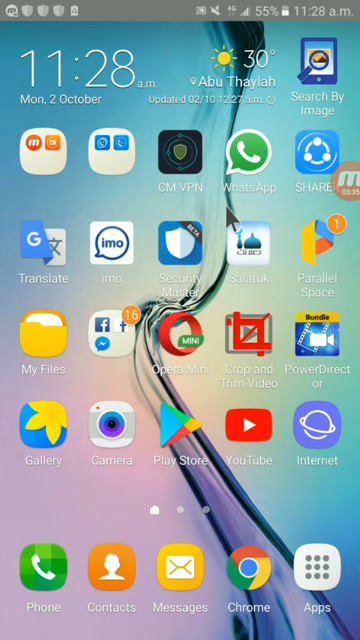 4G 55% 11:28 a.m.
11:28 a.m.
Mon, 2 October
30°
Abu Thaylah
Updated 02/10 12:27 a.m.
Search By
Image
CM VPN
WhatsApp
SHARE
03:35
BETA
Translate
imo
imo
Security
Master
Salatuk
Parallel
Space
1
16
My Files
MINI
Opera Mini
Crop and
Trim Video
Bundle
PowerDirect
or
Gallery
Camera
Play Store
YouTube
Internet
Phone
Contacts
Messages
Chrome
Apps